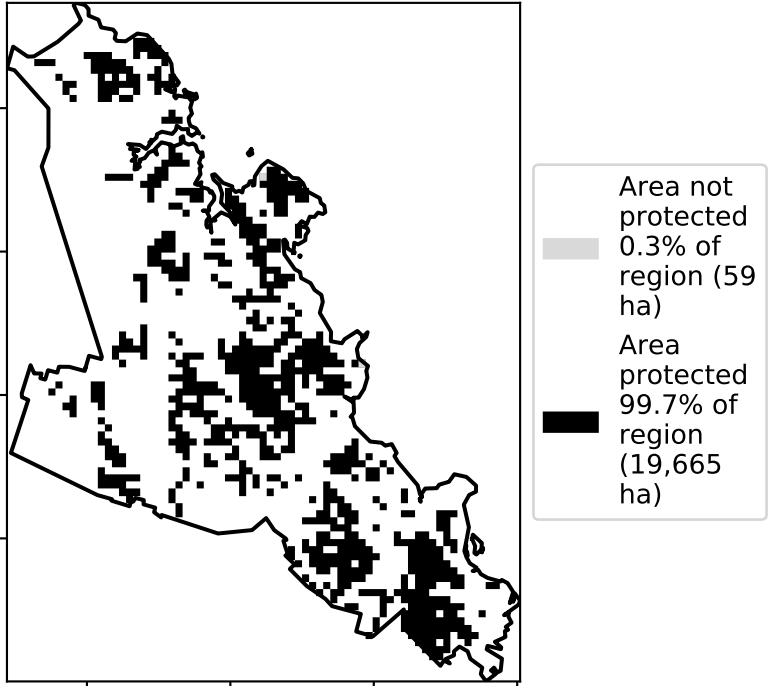 Area not
protected
0.3% of
region (59
ha)
Area
protected
99.7% of
region
(19,665
ha)